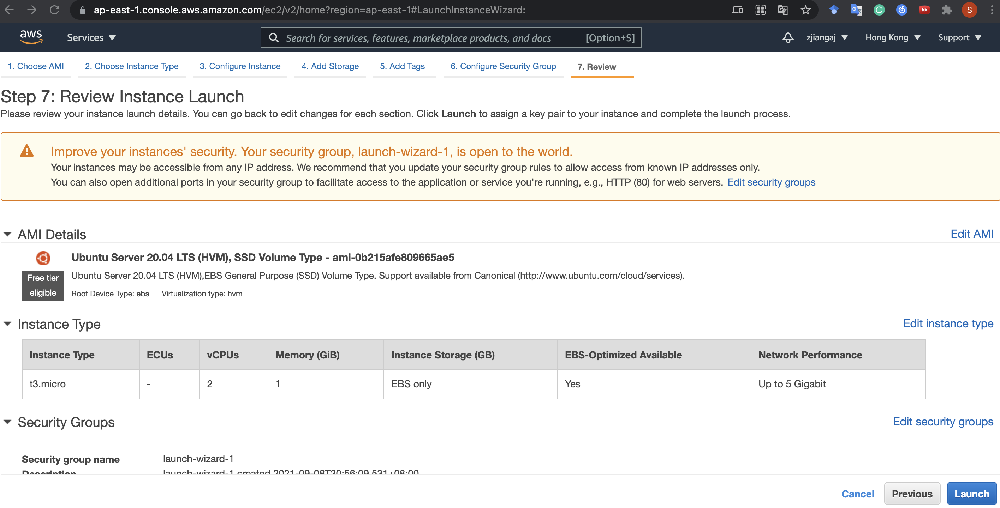 ap-east-1.console.aws.amazon.com/ec2/v2/home?region=ap-east-1#LaunchInstanceWizard:
S
aws Services Search for services, features, marketplace products, and docs [Option+S] zjiangaj Hong Kong Support
1. Choose AMI 2. Choose Instance Type 3. Configure Instance 4. Add Storage 5. Add Tags 6. Configure Security Group 7. Review
Step 7: Review Instance Launch
Please review your instance launch details. You can go back to edit changes for each section. Click Launch to assign a key pair to your instance and complete the launch process.
Improve your instances' security. Your security group, launch-wizard-1, is open to the world.
Your instances may be accessible from any IP address. We recommend that you update your security group rules to allow access from known IP addresses only.
You can also open additional ports in your security group to facilitate access to the application or service you're running, e.g., HTTP (80) for web servers. Edit security groups
AMI Details Edit AMI
Ubuntu Server 20.04 LTS (HVM), SSD Volume Type - ami-0b215afe809665ae5
Free tier eligible
Ubuntu Server 20.04 LTS (HVM),EBS General Purpose (SSD) Volume Type. Support available from Canonical (http://www.ubuntu.com/cloud/services).
Root Device Type: ebs Virtualization type: hvm
Instance Type Edit instance type
Instance Type ECUs vCPUs Memory (GiB) Instance Storage (GB) EBS-Optimized Available Network Performance
t3.micro - 2 1 EBS only Yes Up to 5 Gigabit
Security Groups Edit security groups
Security group name launch-wizard-1
Description launch-wizard-1 created 2021-09-08T20:56:09.531+08:00
Cancel Previous Launch